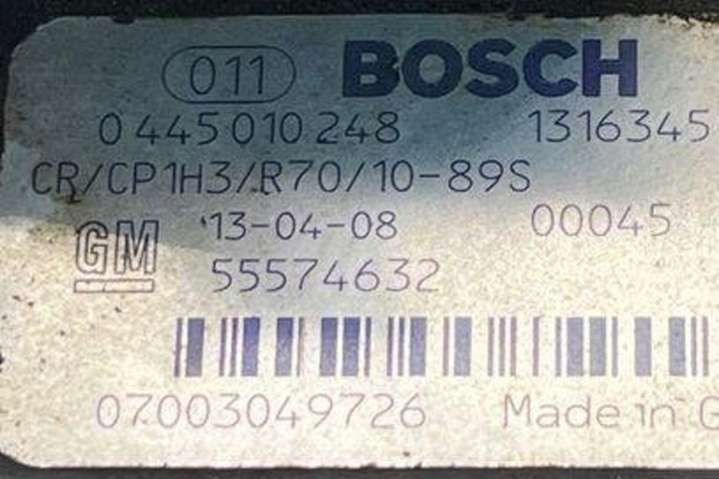 011 BOSCH
0 445 010 248 1316345
CR/CP1H3/R70/10-89S
'13-04-08 00045
GM 55574632
07003049726 Made in G